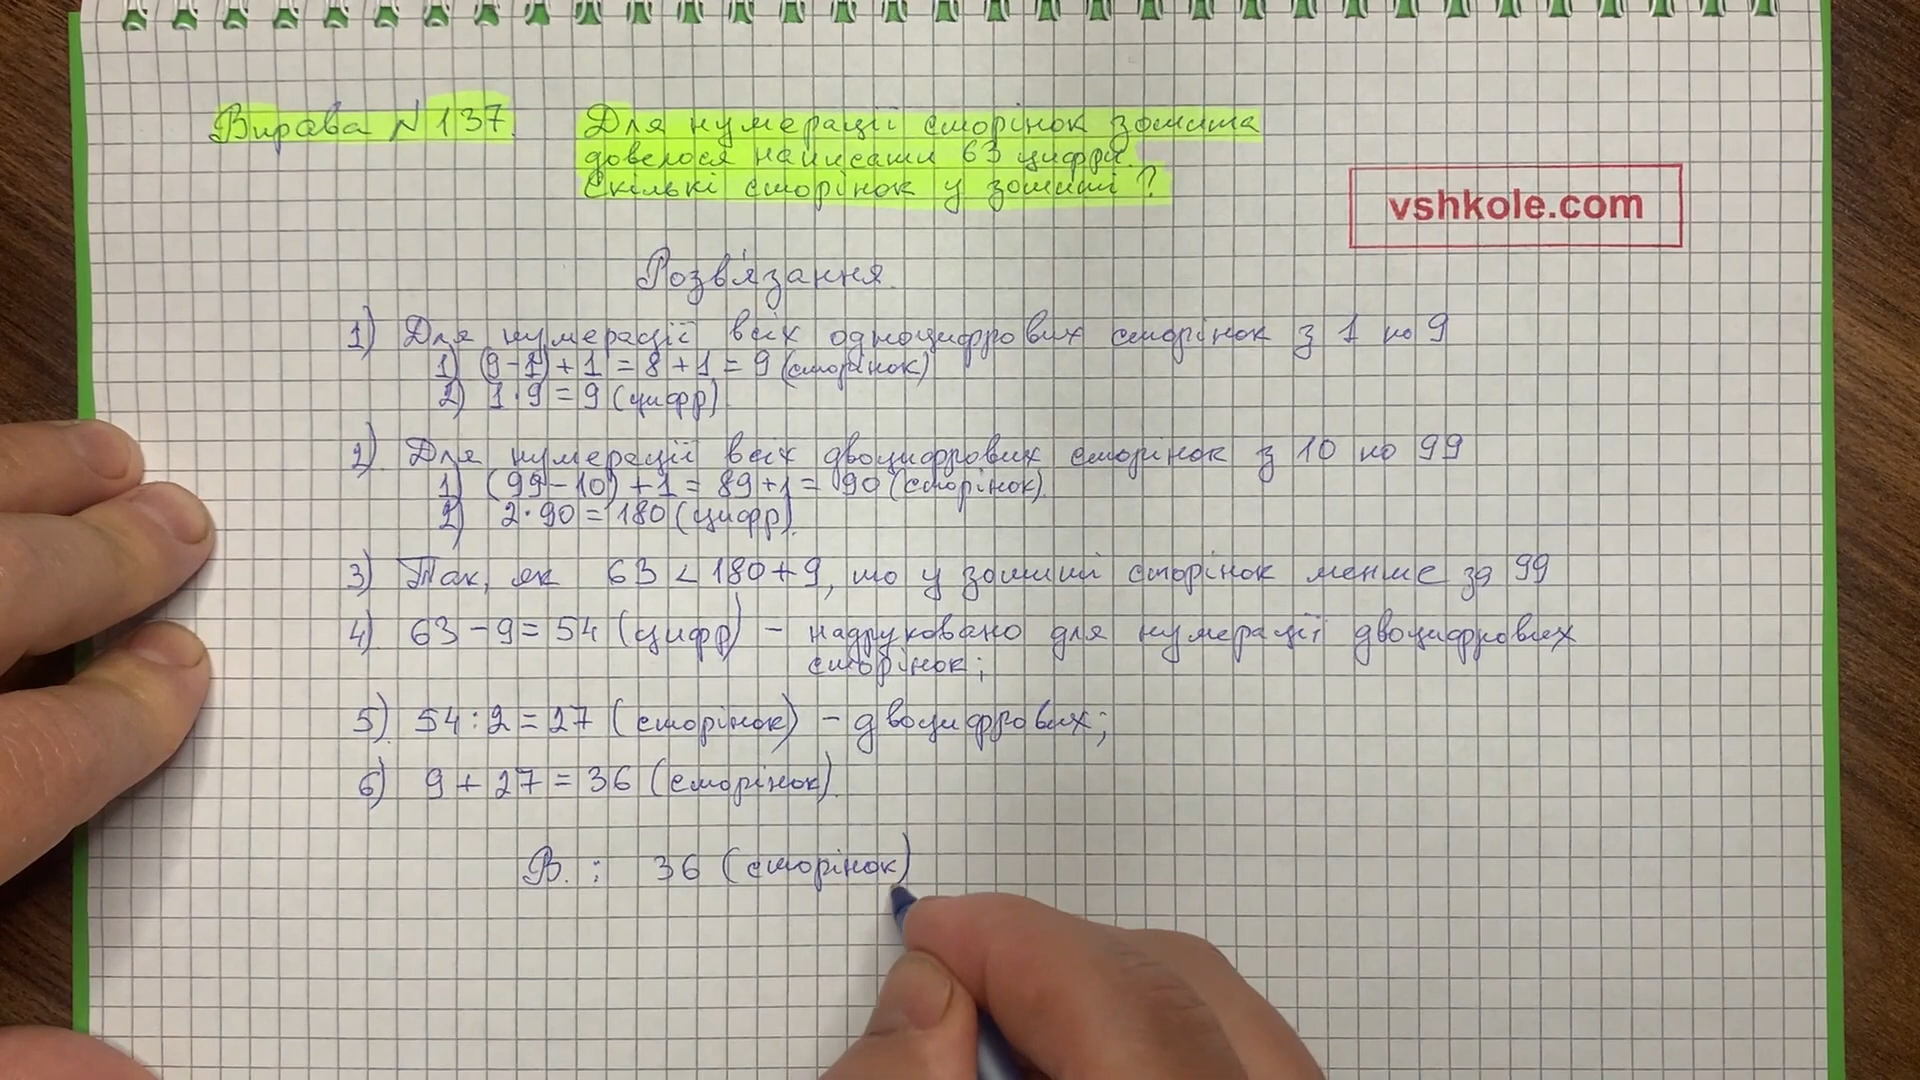 Вправа № 137.
Для нумерації сторінок зошита
довелося написати 63 цифри.
Скількі сторінок у зошиті?
vshkole.com
Розв'язання.
1) Для нумерації всіх одноцифрових сторінок з 1 по 9
1) (9-1)+1=8+1=9 (сторінок)
2) 1·9=9 (цифр).
2). Для нумерації всіх двоцифрових сторінок з 10 по 99
1) (99-10)+1=89+1=90 (сторінок).
2) 2·90=180 (цифр).
3) Так, як 63<180+9, то у зошиті сторінок менше за 99
4) 63-9=54 (цифр) - надруковано для нумерації двоцифрових
сторінок;
5). 54:2=27 (сторінок) - двоцифрових;
6) 9+27=36 (сторінок).
В.: 36 (сторінок)